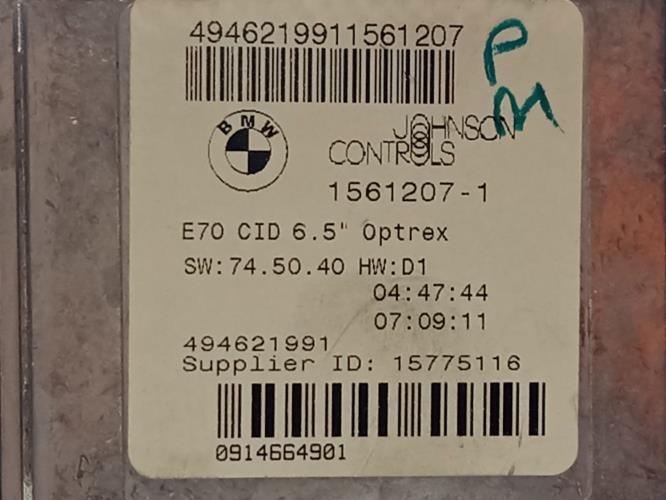 4946219911561207
P
M
BMW
JOHNSON
CONTROLS
1561207-1
E70 CID 6.5" Optrex
SW:74.50.40 HW:D1
04:47:44
07:09:11
494621991
Supplier ID: 15775116
0914664901